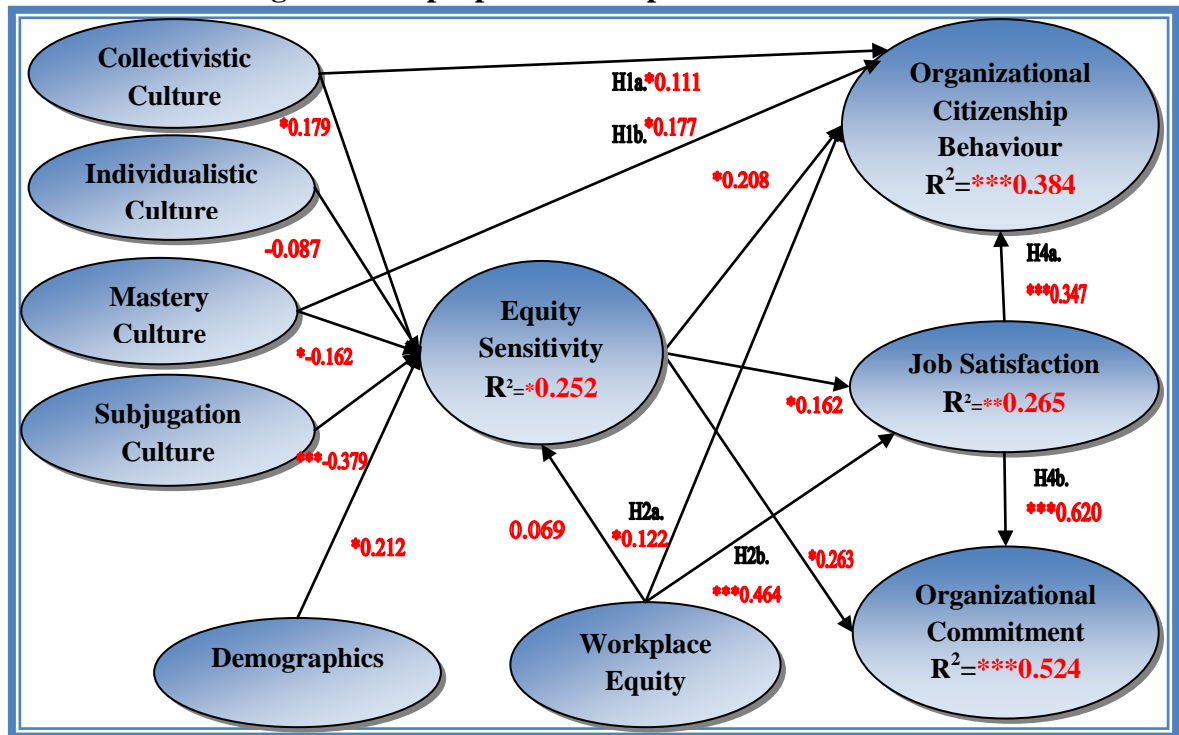 Collectivistic
Culture
*0.179
Individualistic
Culture
-0.087
Mastery
Culture
*-0.162
Subjugation
Culture
***-0.379
Demographics
*0.212
Equity
Sensitivity
R²=*0.252
0.069
Workplace
Equity
H1a.*0.111
H1b.*0.177
*0.208
H2a.
*0.122
H2b.
***0.464
*0.162
*0.263
Organizational
Citizenship
Behaviour
R²=***0.384
H4a.
***0.347
Job Satisfaction
R²=**0.265
H4b.
***0.620
Organizational
Commitment
R²=***0.524